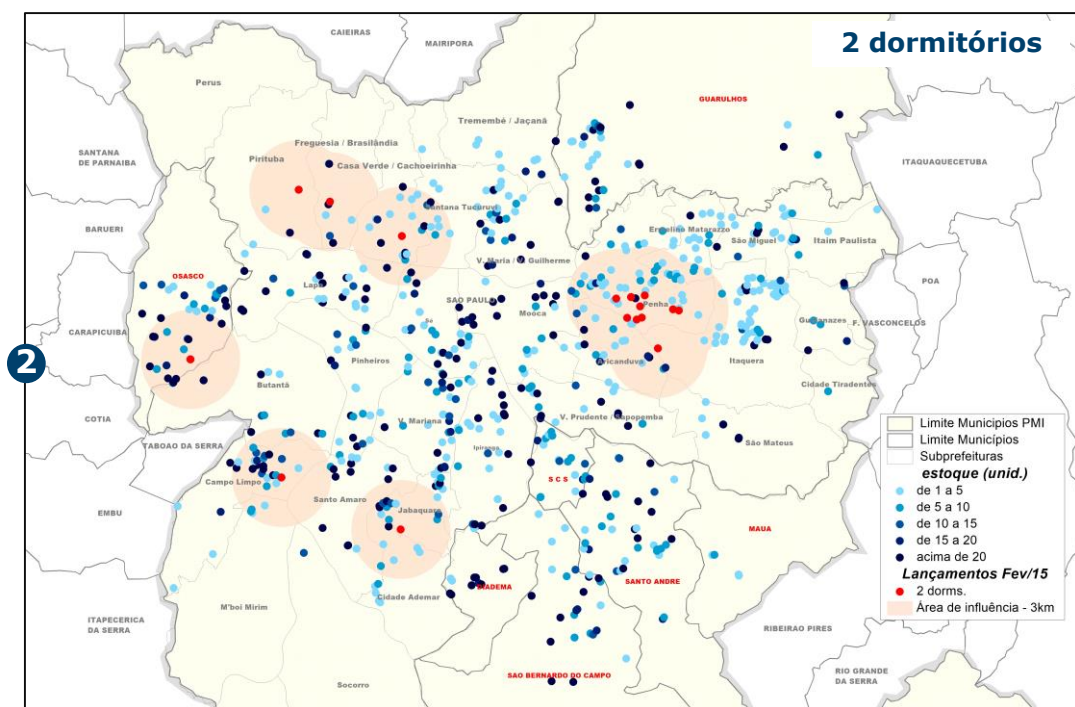 2 dormitórios
CAIEIRAS
MAIRIPORA
Perus
GUARULHOS
Tremembé / Jaçanã
Freguesia / Brasilândia
SANTANA
DE PARNAIBA
Pirituba
Casa Verde / Cachoeirinha
ITAQUAQUECETUBA
Santana Tucuruvi
BARUERI
Ermelino Matarazzo
São Miguel
Itaim Paulista
V. Maria / V. Guilherme
OSASCO
Lapa
POA
SAO PAULO
Penha
Mooca
Sé
Guaianazes
F. VASCONCELOS
CARAPICUIBA
2
Pinheiros
Aricanduva
Itaquera
Butantã
Cidade Tiradentes
COTIA
V. Mariana
V. Prudente / Sapopemba
TABOAO DA SERRA
Ipiranga
São Mateus
Limite Municípios PMI
Limite Municípios
Subprefeituras
estoque (unid.)
de 1 a 5
de 5 a 10
de 10 a 15
de 15 a 20
acima de 20
Lançamentos Fev/15
2 dorms.
Área de influência - 3km
Campo Limpo
S C S
Santo Amaro
EMBU
Jabaquara
MAUA
DIADEMA
SANTO ANDRE
Cidade Ademar
M'boi Mirim
ITAPECERICA
DA SERRA
RIBEIRAO PIRES
SAO BERNARDO DO CAMPO
RIO GRANDE
DA SERRA
Socorro